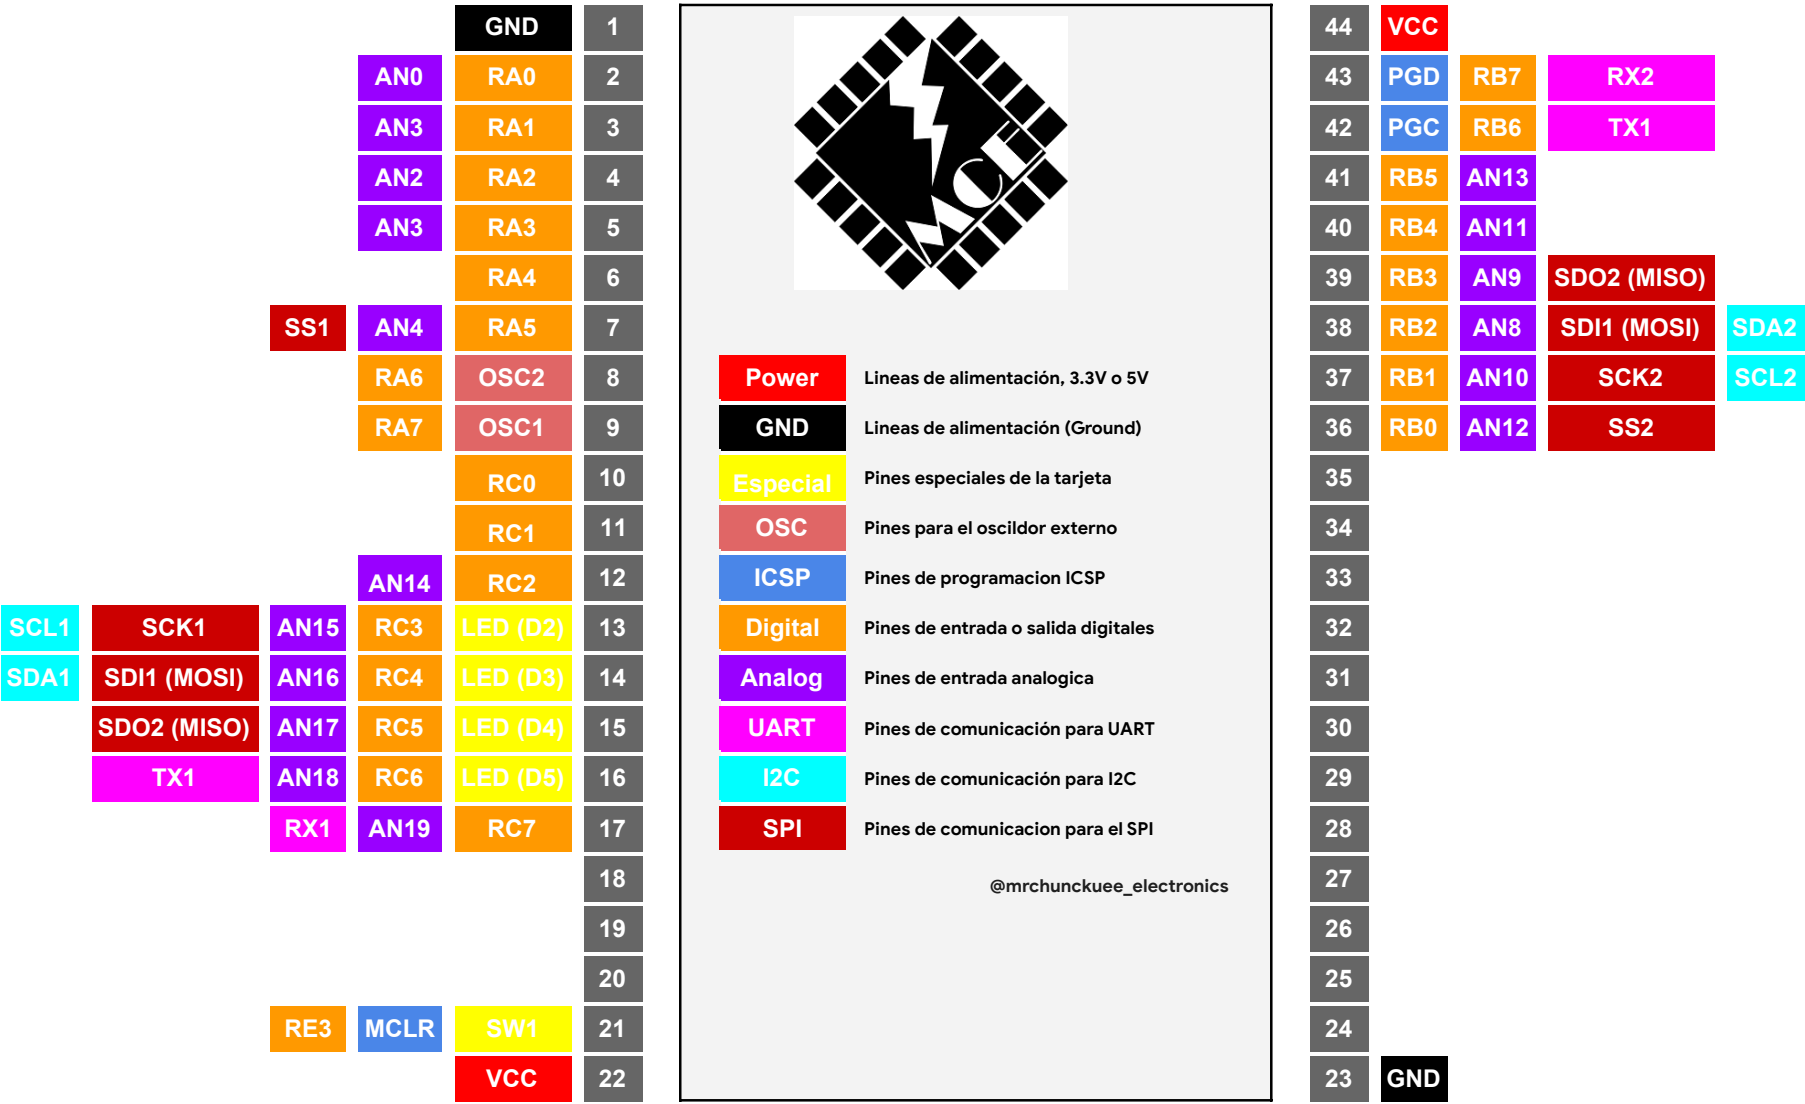 GND 1
AN0 RA0 2
AN3 RA1 3
AN2 RA2 4
AN3 RA3 5
RA4 6
SS1 AN4 RA5 7
RA6 OSC2 8
RA7 OSC1 9
RC0 10
RC1 11
AN14 RC2 12
SCL1 SCK1 AN15 RC3 LED (D2) 13
SDA1 SDI1 (MOSI) AN16 RC4 LED (D3) 14
SDO2 (MISO) AN17 RC5 LED (D4) 15
TX1 AN18 RC6 LED (D5) 16
RX1 AN19 RC7 17
18
19
20
RE3 MCLR SW1 21
VCC 22
MCE
Power Lineas de alimentación, 3.3V o 5V
GND Lineas de alimentación (Ground)
Especial Pines especiales de la tarjeta
OSC Pines para el oscildor externo
ICSP Pines de programacion ICSP
Digital Pines de entrada o salida digitales
Analog Pines de entrada analogica
UART Pines de comunicación para UART
I2C Pines de comunicación para I2C
SPI Pines de comunicacion para el SPI
@mrchunckuee_electronics
44 VCC
43 PGD RB7 RX2
42 PGC RB6 TX1
41 RB5 AN13
40 RB4 AN11
39 RB3 AN9 SDO2 (MISO)
38 RB2 AN8 SDI1 (MOSI) SDA2
37 RB1 AN10 SCK2 SCL2
36 RB0 AN12 SS2
35
34
33
32
31
30
29
28
27
26
25
24
23 GND